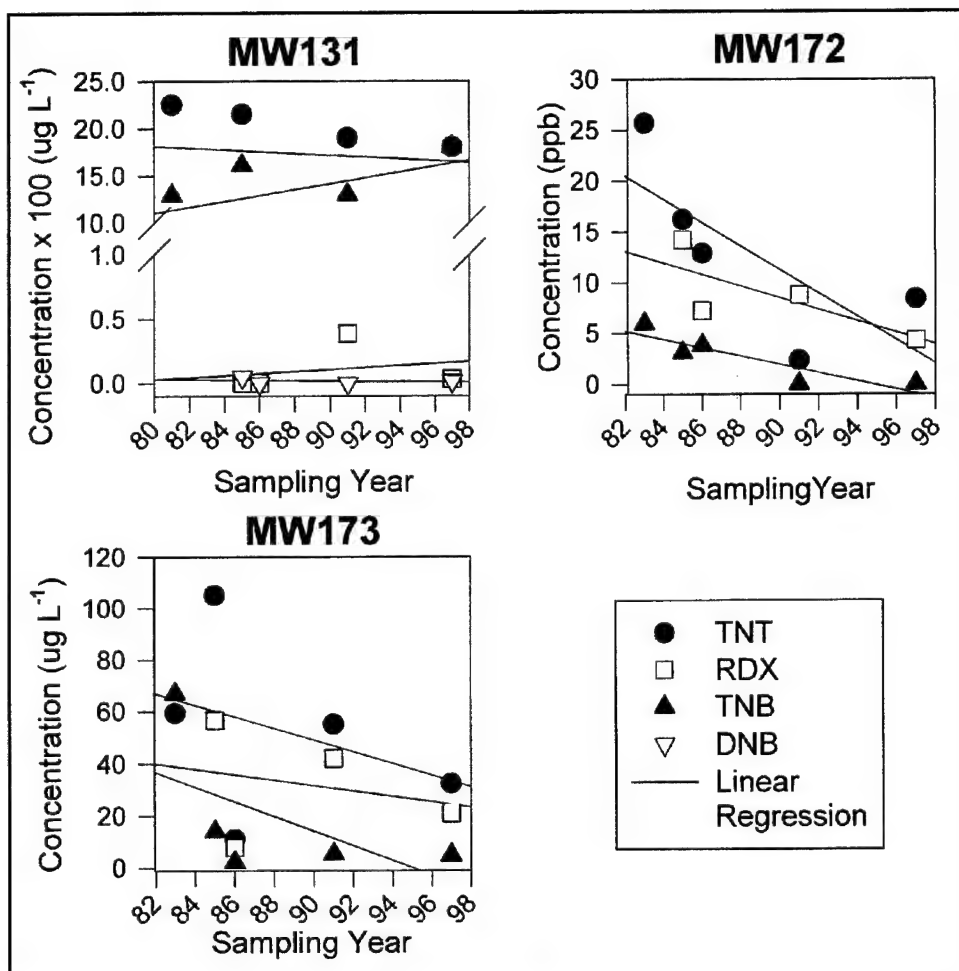 MW131
25.0
20.0
15.0
10.0
1.0
0.5
0.0
Concentration x 100 (ug L⁻¹)
80 82 84 86 88 90 92 94 96 98
Sampling Year
MW172
30
25
20
15
10
5
0
Concentration (ppb)
82 84 86 88 90 92 94 96 98
SamplingYear
MW173
120
100
80
60
40
20
0
Concentration (ug L⁻¹)
82 84 86 88 90 92 94 96 98
Sampling Year
TNT
RDX
TNB
DNB
Linear
Regression